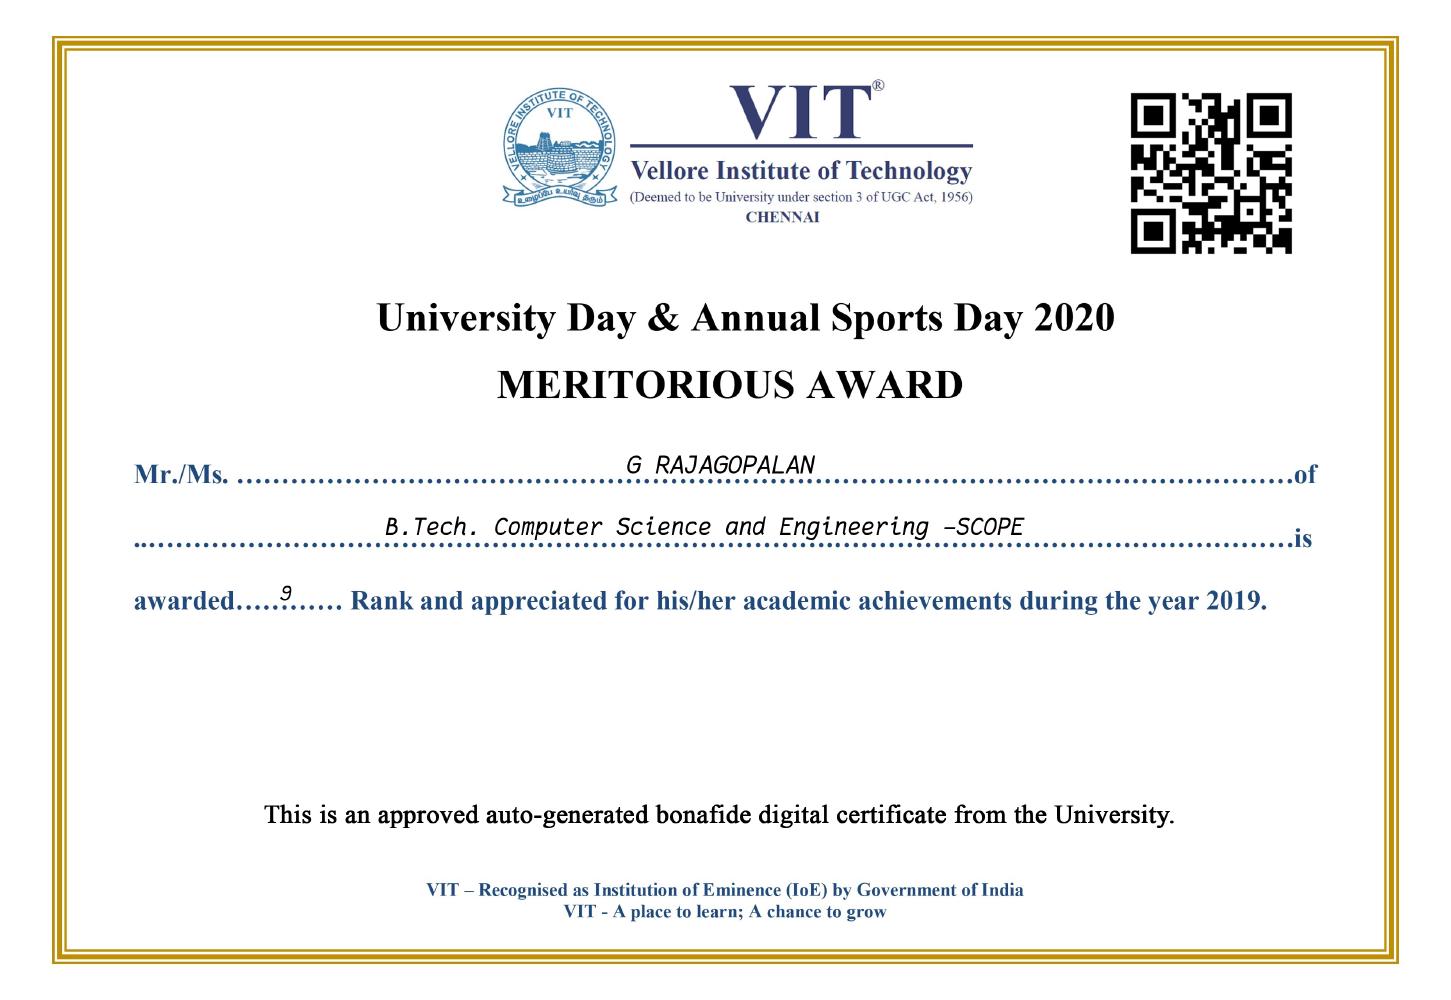 VELLORE INSTITUTE OF TECHNOLOGY
VIT
உழைப்பே உயர்வு தரும்
VIT®
Vellore Institute of Technology
(Deemed to be University under section 3 of UGC Act, 1956)
CHENNAI
University Day & Annual Sports Day 2020
MERITORIOUS AWARD
Mr./Ms. ........................................G RAJAGOPALAN........................................of
........................................B.Tech. Computer Science and Engineering –SCOPE........................................is
awarded.....9...... Rank and appreciated for his/her academic achievements during the year 2019.
This is an approved auto-generated bonafide digital certificate from the University.
VIT – Recognised as Institution of Eminence (IoE) by Government of India
VIT - A place to learn; A chance to grow